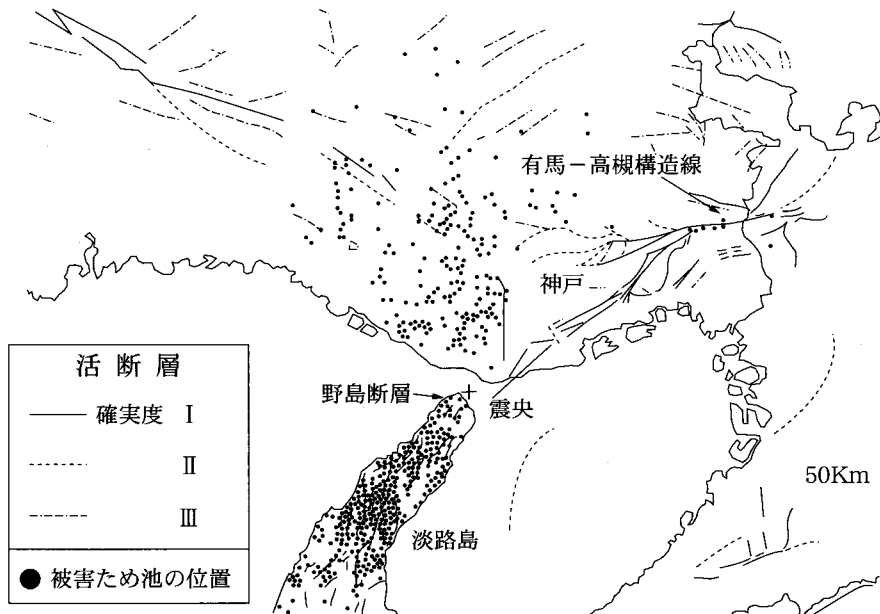 有馬－高槻構造線
神戸
活断層
確実度 Ⅰ
Ⅱ
Ⅲ
被害ため池の位置
野島断層
震央
淡路島
50Km